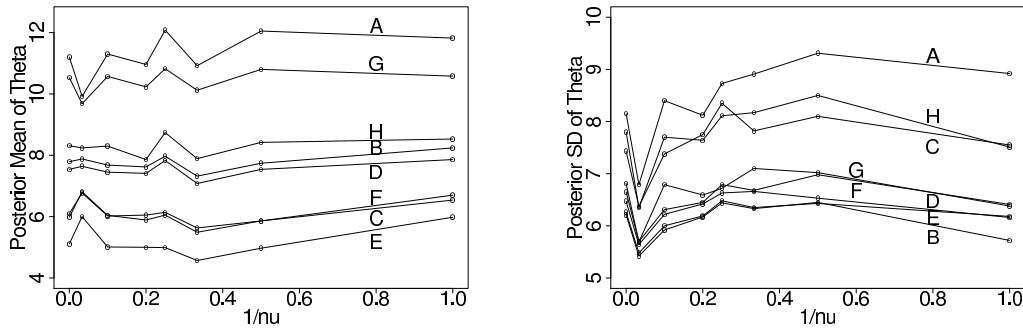 Posterior Mean of Theta
12
10
8
6
4
A
G
H
B
D
F
C
E
0.0 0.2 0.4 0.6 0.8 1.0
1/nu
Posterior SD of Theta
10
9
8
7
6
5
A
H
C
G
F
D
E
B
0.0 0.2 0.4 0.6 0.8 1.0
1/nu